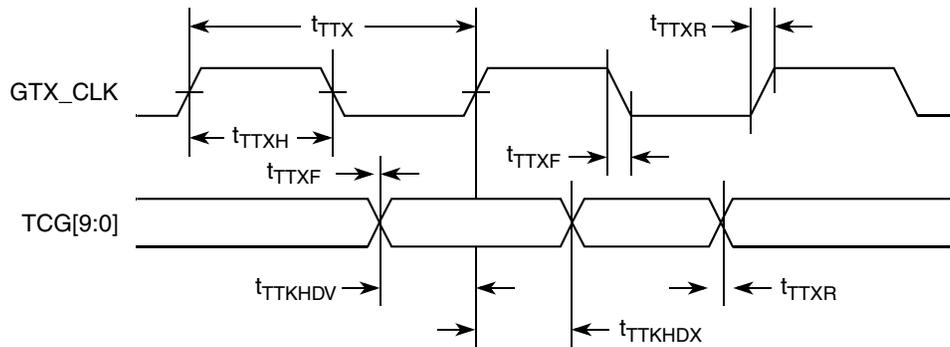 tTTX
tTTXR
GTX_CLK
tTTXH
tTTXF
tTTXF
TCG[9:0]
tTTKHDV
tTTXR
tTTKHDX